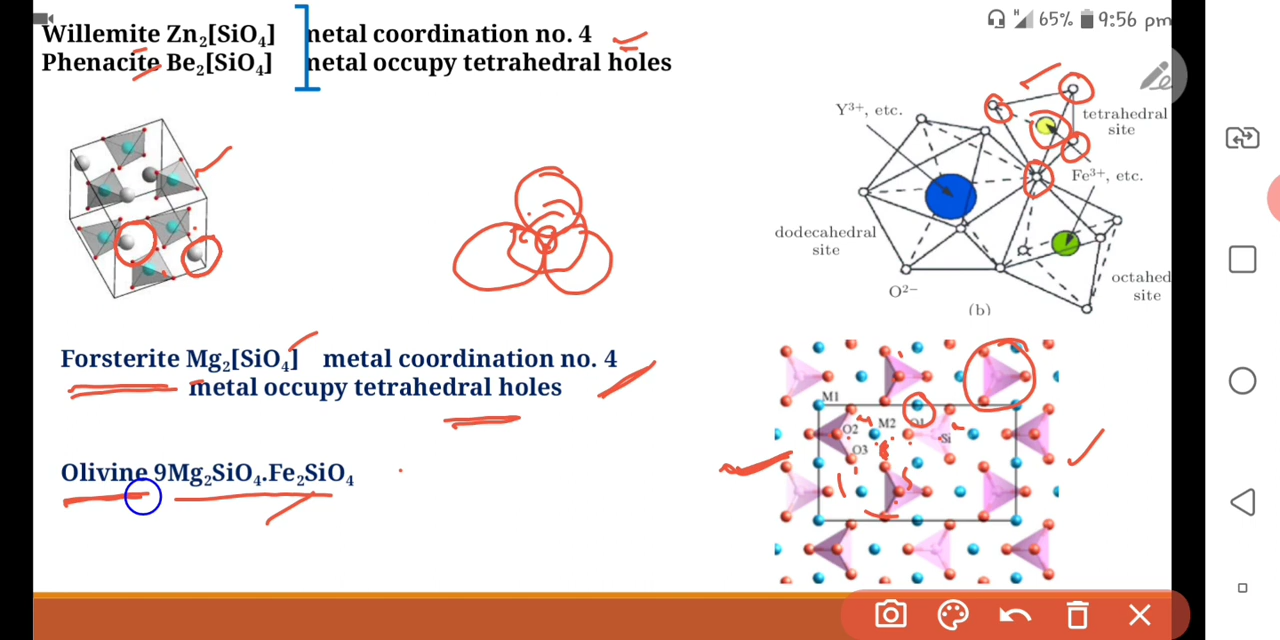 65% 9:56 pm
Willemite Zn₂[SiO₄] metal coordination no. 4
Phenacite Be₂[SiO₄] metal occupy tetrahedral holes
Y³⁺, etc.
tetrahedral
site
Fe³⁺, etc.
dodecahedral
site
octahed
site
O²⁻
(b)
Forsterite Mg₂[SiO₄] metal coordination no. 4
metal occupy tetrahedral holes
Olivine 9Mg₂SiO₄.Fe₂SiO₄
M1
O2
M2
O1
Si
O3